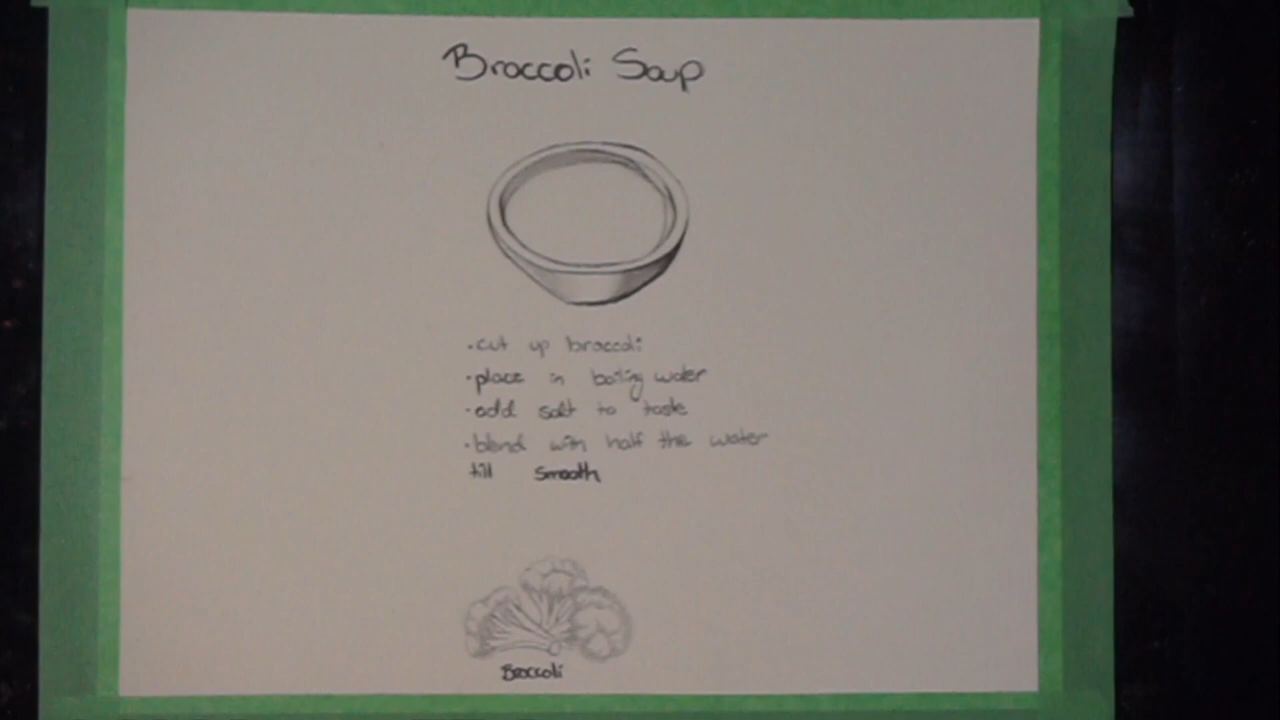 Broccoli Soup
•cut up broccoli
•place in boiling water
•add salt to taste
•blend with half the water
till smooth
Broccoli